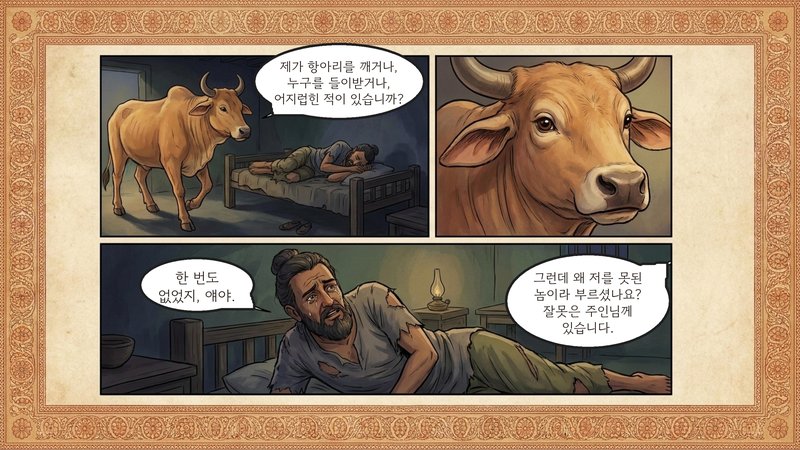 제가 항아리를 깨거나,
누구를 들이받거나,
어지럽힌 적이 있습니까?
한 번도
없었지, 얘야.
그런데 왜 저를 못된
놈이라 부르셨나요?
잘못은 주인님께
있습니다.